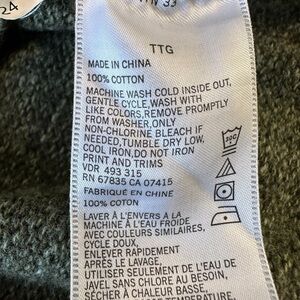 24
33
TTG
MADE IN CHINA
100% COTTON
MACHINE WASH COLD INSIDE OUT,
GENTLE CYCLE,WASH WITH
LIKE COLORS,REMOVE PROMPTLY
FROM WASHER,ONLY
NON-CHLORINE BLEACH IF
NEEDED,TUMBLE DRY LOW,
COOL IRON,DO NOT IRON
PRINT AND TRIMS
VDR 493 315
RN 67835 CA 07415
FABRIQUÉ EN CHINE
100% COTON
LAVER À L'ENVERS À LA
MACHINE À L'EAU FROIDE
AVEC COULEURS SIMILAIRES,
CYCLE DOUX,
ENLEVER RAPIDEMENT
APRÈS LE LAVAGE,
UTILISER SEULEMENT DE L'EAU DE
JAVEL SANS CHLORE AU BESOIN,
SÉCHER À CHALEUR BASSE,